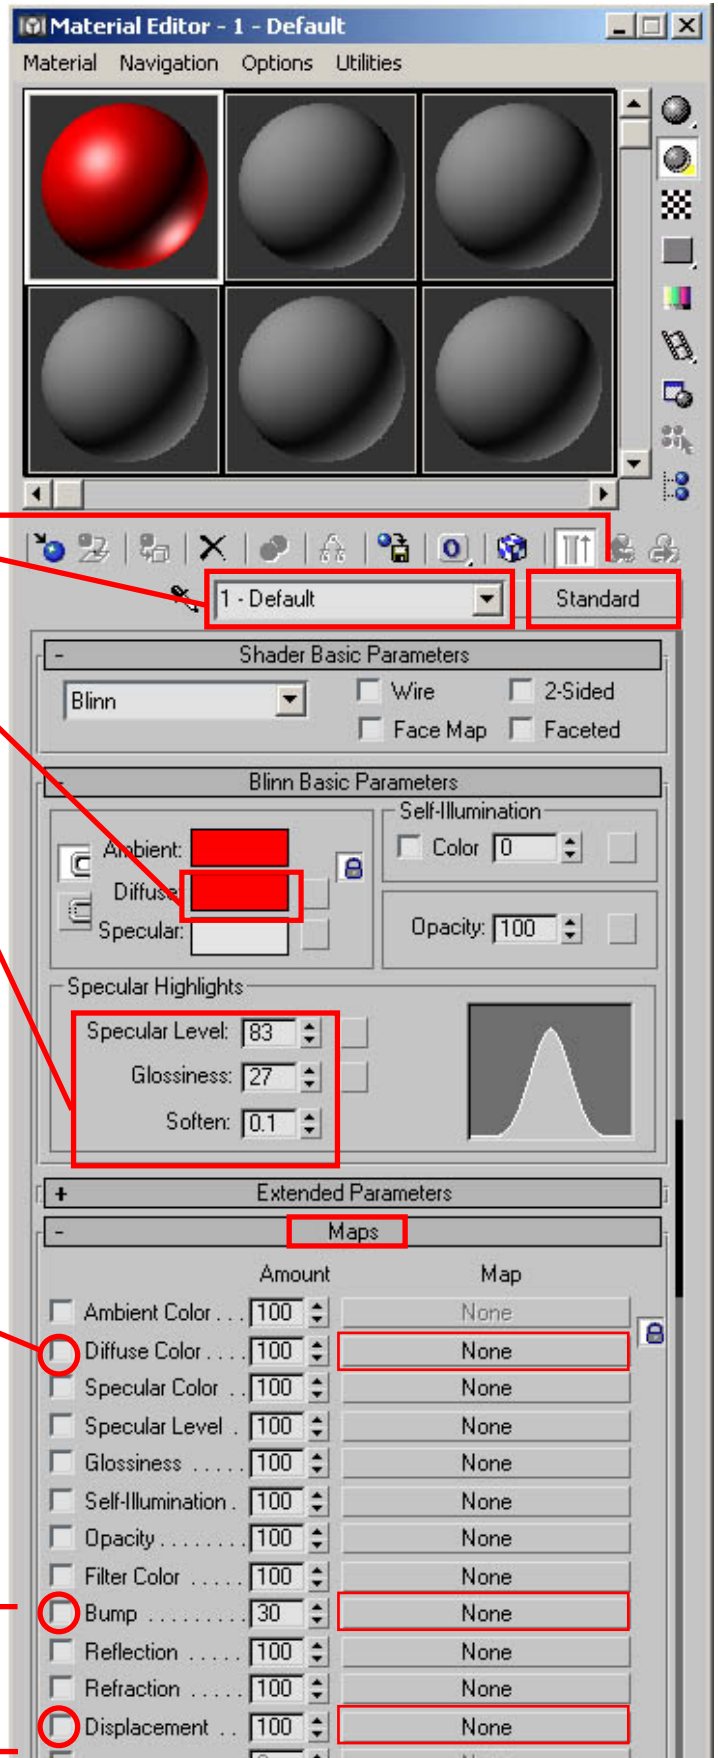 Material Editor - 1 - Default
Material Navigation Options Utilities
1 - Default Standard
- Shader Basic Parameters
Blinn Wire 2-Sided
Face Map Faceted
- Blinn Basic Parameters
Self-Illumination
Ambient: Color 0
Diffuse:
Specular: Opacity: 100
Specular Highlights
Specular Level: 83
Glossiness: 27
Soften: 0.1
+ Extended Parameters
- Maps
Amount Map
Ambient Color . . . 100 None
Diffuse Color . . . . 100 None
Specular Color . . 100 None
Specular Level . 100 None
Glossiness . . . . . 100 None
Self-Illumination . 100 None
Opacity . . . . . . . . 100 None
Filter Color . . . . . 100 None
Bump . . . . . . . . . 30 None
Reflection . . . . . 100 None
Refraction . . . . . 100 None
Displacement . . 100 None